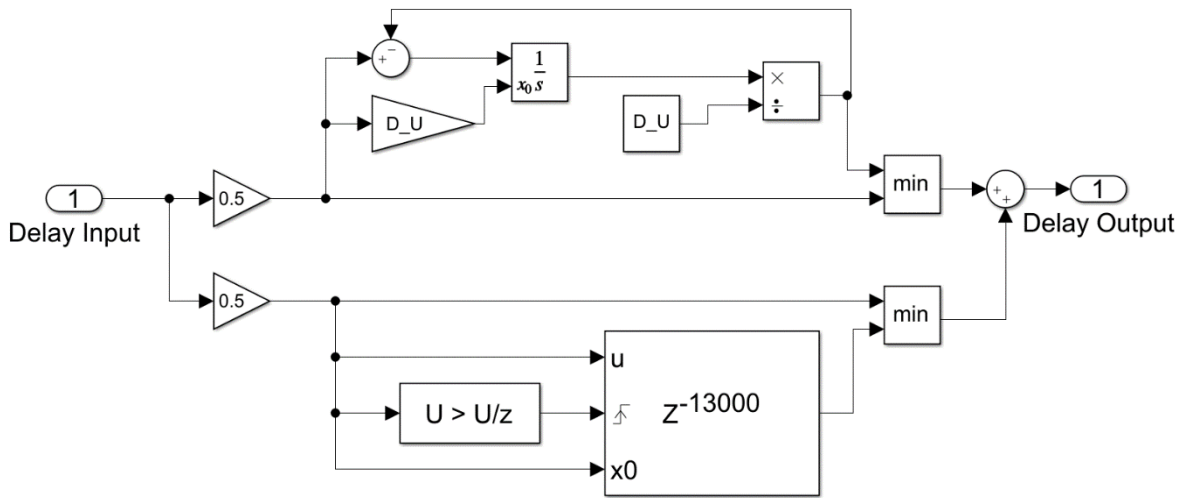 − +
1
x₀ s
×
÷
D_U
D_U
1
Delay Input
0.5
min
+ +
1
Delay Output
0.5
min
u
U > U/z
Z⁻¹³⁰⁰⁰
x0